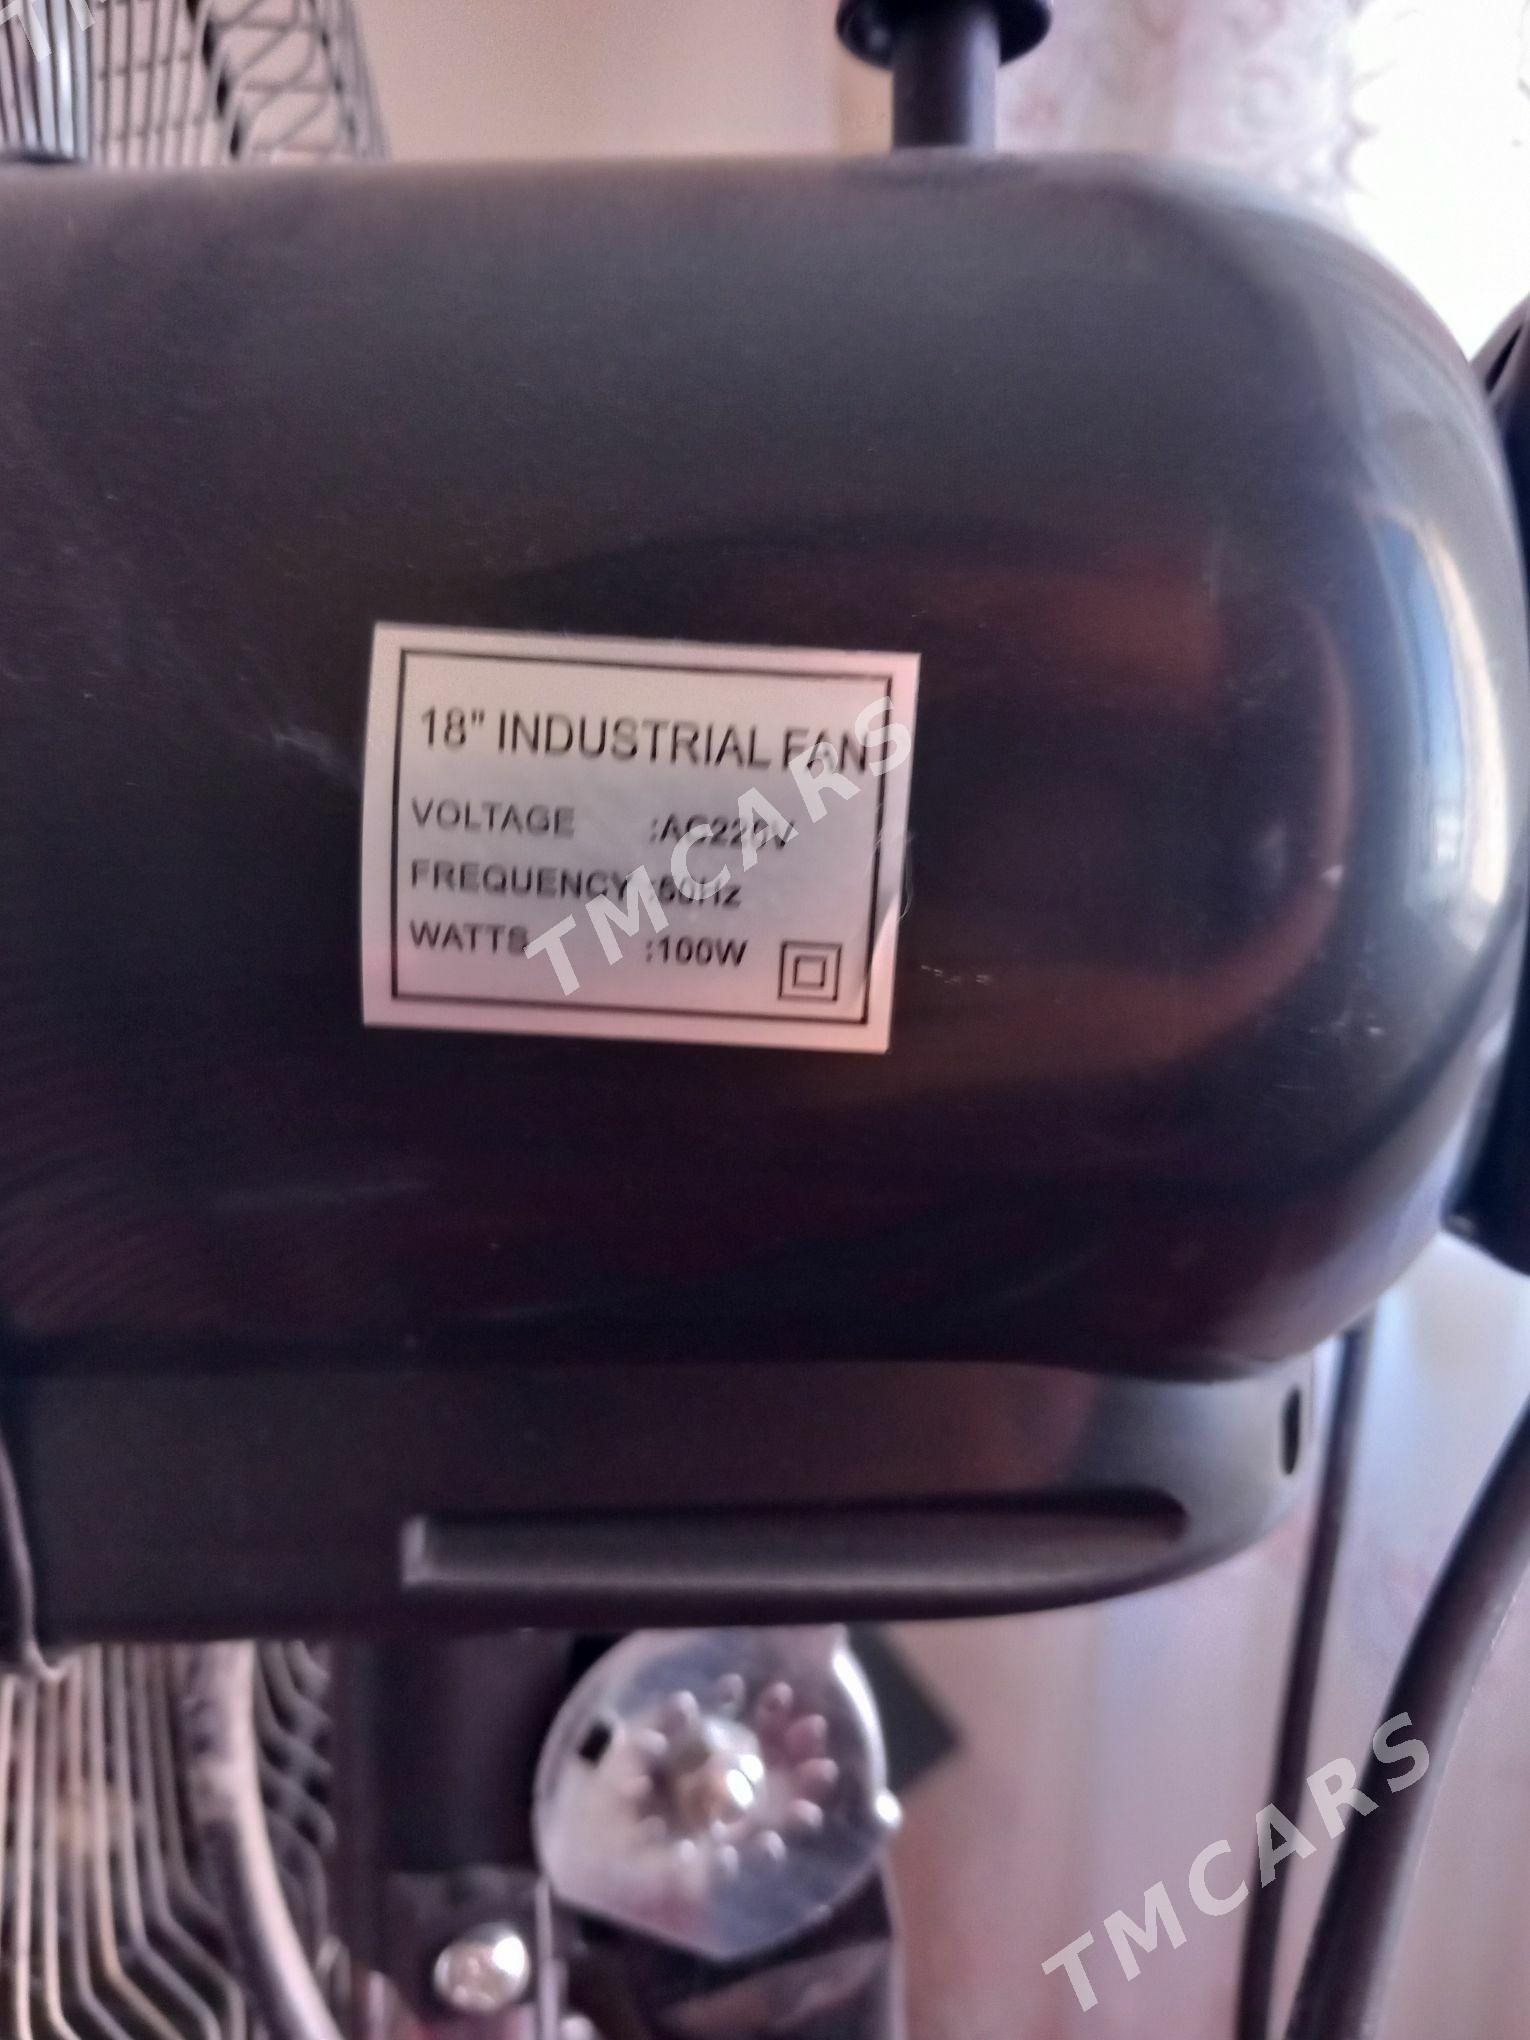 18" INDUSTRIAL FAN
VOLTAGE :AC220V
FREQUENCY :50Hz
WATTS :100W
TMCARS
TMCARS